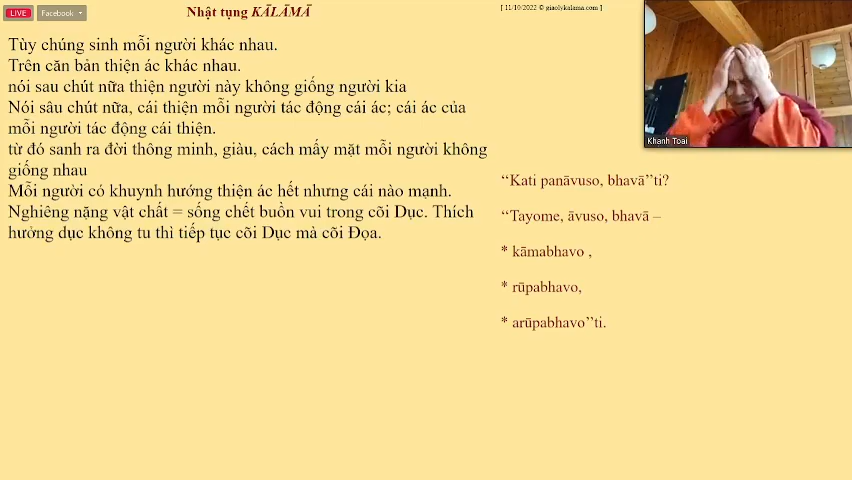 LIVE
Facebook
Nhật tụng KĀLĀMĀ
[ 11/10/2022 © giaolykalama.com ]
Tùy chúng sinh mỗi người khác nhau.
Trên căn bản thiện ác khác nhau.
nói sau chút nữa thiện người này không giống người kia
Nói sâu chút nữa, cái thiện mỗi người tác động cái ác; cái ác của
mỗi người tác động cái thiện.
từ đó sanh ra đời thông minh, giàu, cách mấy mặt mỗi người không
giống nhau
Mỗi người có khuynh hướng thiện ác hết nhưng cái nào mạnh.
Nghiêng nặng vật chất = sống chết buồn vui trong cõi Dục. Thích
hưởng dục không tu thì tiếp tục cõi Dục mà cõi Đọa.
Khanh Toai
“Kati panāvuso, bhavā”ti?
“Tayome, āvuso, bhavā –
* kāmabhavo ,
* rūpabhavo,
* arūpabhavo”ti.